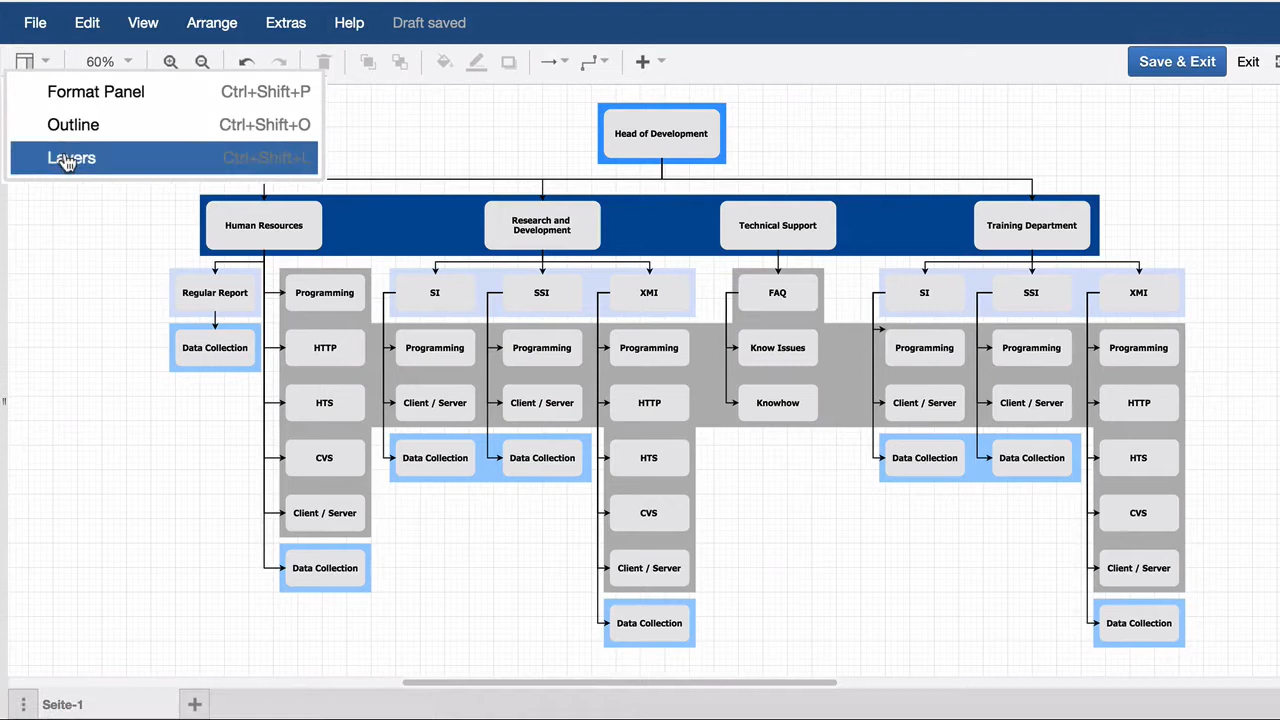 File Edit View Arrange Extras Help Draft saved
60% Save & Exit Exit
Format Panel Ctrl+Shift+P
Outline Ctrl+Shift+O
Layers Ctrl+Shift+L
Head of Development
Human Resources
Research and
Development
Technical Support
Training Department
Regular Report Programming SI SSI XMI FAQ SI SSI XMI
Data Collection HTTP Programming Programming Programming Know Issues Programming Programming Programming
HTS Client / Server Client / Server HTTP Knowhow Client / Server Client / Server HTTP
CVS Data Collection Data Collection HTS Data Collection Data Collection HTS
Client / Server CVS CVS
Data Collection Client / Server Client / Server
Data Collection Data Collection
Seite-1